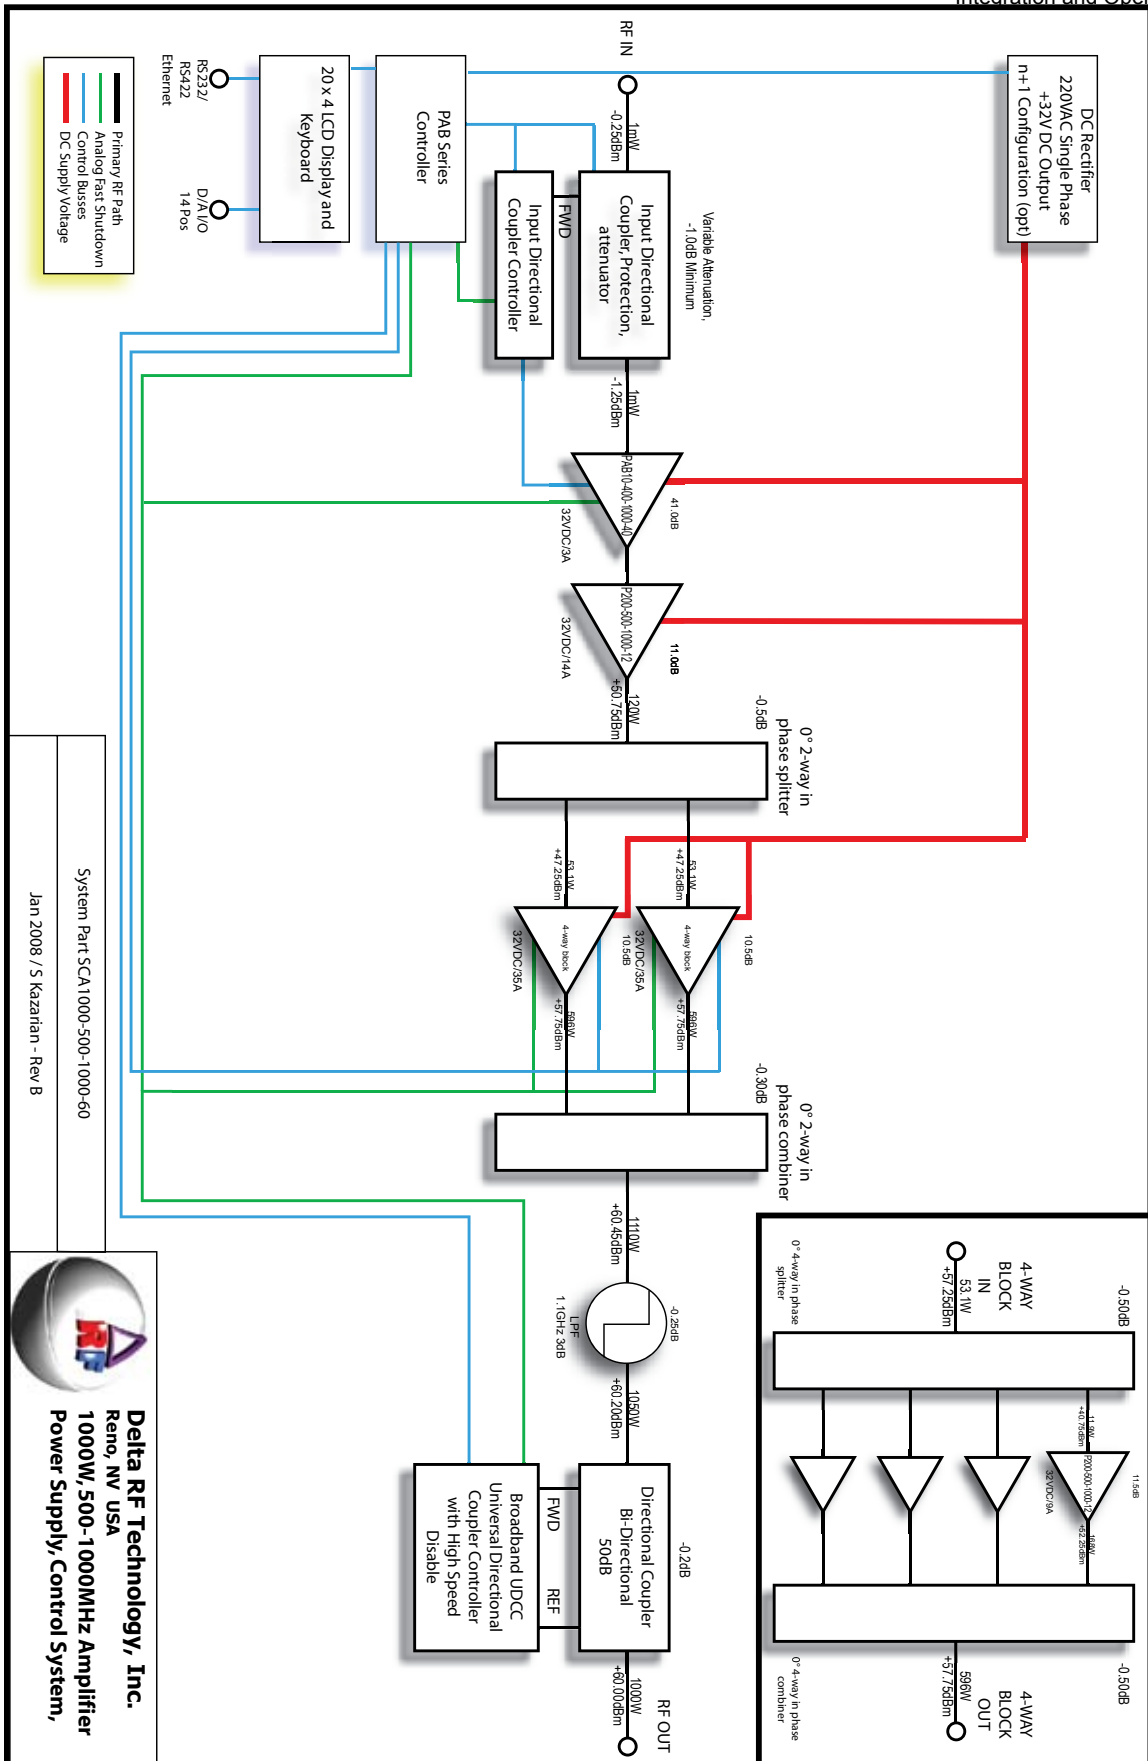 Integration and Oper
DC Rectifier
220VAC Single Phase
+32V DC Output
n+1 Configuration (opt)
RF IN
1mW
-0.25dBm
Variable Attenuation,
-1.0dB Minimum
Input Directional
Coupler, Protection,
attenuator
FWD
Input Directional
Coupler Controller
PAB Series
Controller
20 x 4 LCD Display and
Keyboard
RS232/
RS422
Ethernet
D/A I/O
14 Pos
Primary RF Path
Analog Fast Shutdown
Control Busses
DC Supply Voltage
1mW
-1.25dBm
41.0dB
PAB10-400-1000-40
32VDC/3A
11.0dB
P200-500-1000-12
32VDC/14A
120W
+50.75dBm
0° 2-way in
phase splitter
-0.5dB
53.1W
+47.25dBm
53.1W
+47.25dBm
10.5dB
4-way block
32VDC/35A
10.5dB
4-way block
32VDC/35A
596W
+57.75dBm
596W
+57.75dBm
0° 2-way in
phase combiner
-0.30dB
1110W
+60.45dBm
-0.25dB
LPF
1.1GHz 3dB
1050W
+60.20dBm
-0.2dB
Directional Coupler
Bi-Directional
50dB
FWD
REF
Broadband UDCC
Universal Directional
Coupler Controller
with High Speed
Disable
1000W
+60.00dBm
RF OUT
4-WAY
BLOCK
IN
53.1W
+57.25dBm
-0.50dB
0° 4-way in phase
splitter
11.9W
+40.75dBm
11.5dB
P200-500-1000-12
32VDC/9A
168W
+52.25dBm
-0.50dB
0° 4-way in phase
combiner
4-WAY
BLOCK
OUT
596W
+57.75dBm
System Part SCA1000-500-1000-60
Jan 2008 / S Kazarian - Rev B
RF
Delta RF Technology, Inc.
Reno, NV USA
1000W, 500-1000MHz Amplifier
Power Supply, Control System,